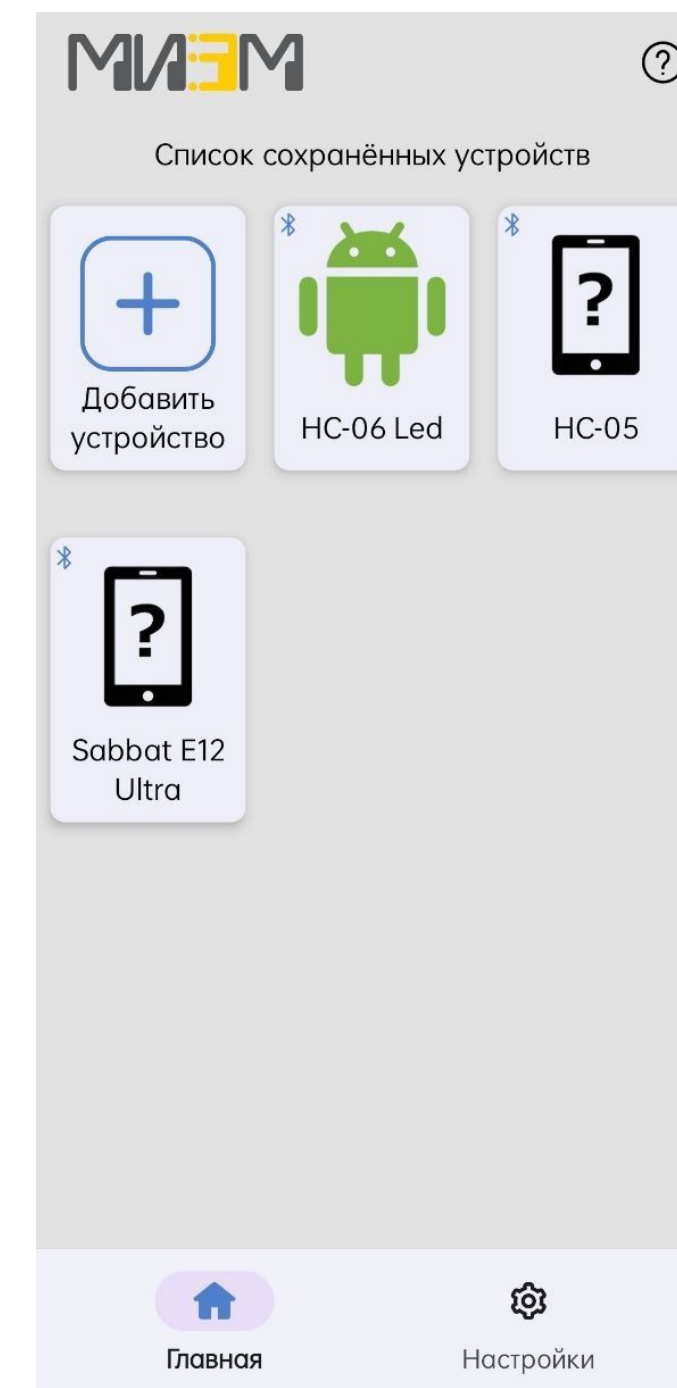 МИЭМ
Список сохранённых устройств
Добавить
устройство
HC-06 Led
?
HC-05
?
Sabbat E12
Ultra
Главная
Настройки